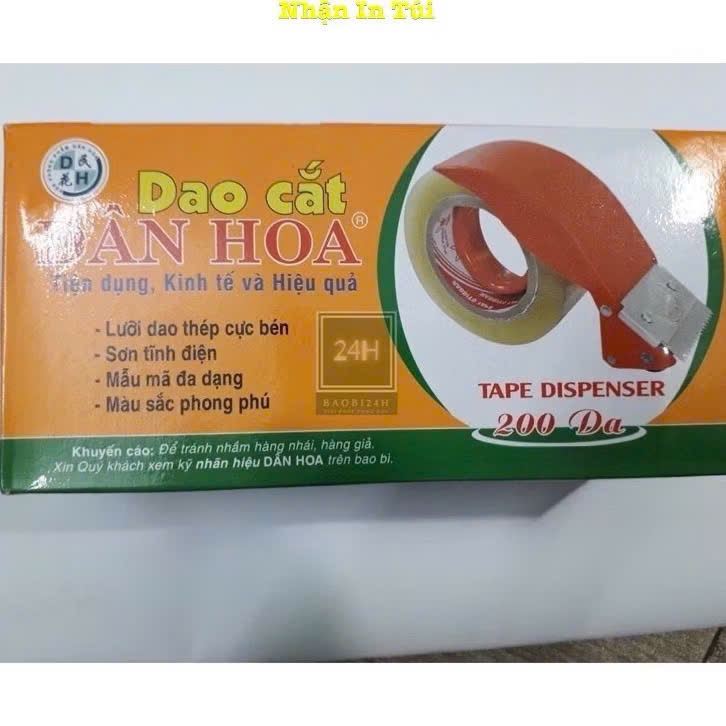 Nhận In Túi
D 民
花 H
Dao cắt
DÂN HOA®
Tiện dụng, Kinh tế và Hiệu quả
- Lưỡi dao thép cực bén
- Sơn tĩnh điện
- Mẫu mã đa dạng
- Màu sắc phong phú
24H
BAOBI24H
TAPE DISPENSER
200 Da
Khuyến cáo: Để tránh nhầm hàng nhái, hàng giả.
Xin Quý khách xem kỹ nhãn hiệu DÂN HOA trên bao bì.